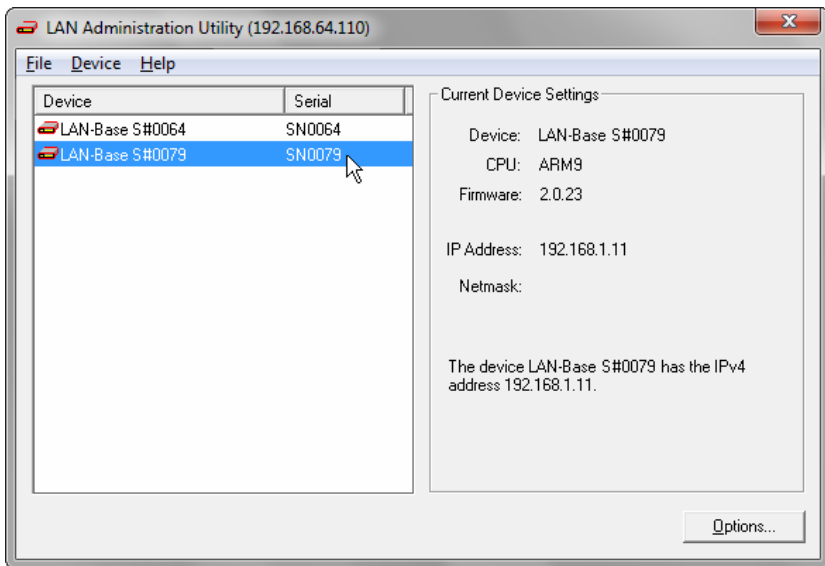 LAN Administration Utility (192.168.64.110)
File Device Help
Device Serial
LAN-Base S#0064 SN0064
LAN-Base S#0079 SN0079
Current Device Settings
Device: LAN-Base S#0079
CPU: ARM9
Firmware: 2.0.23
IP Address: 192.168.1.11
Netmask:
The device LAN-Base S#0079 has the IPv4
address 192.168.1.11.
Options...